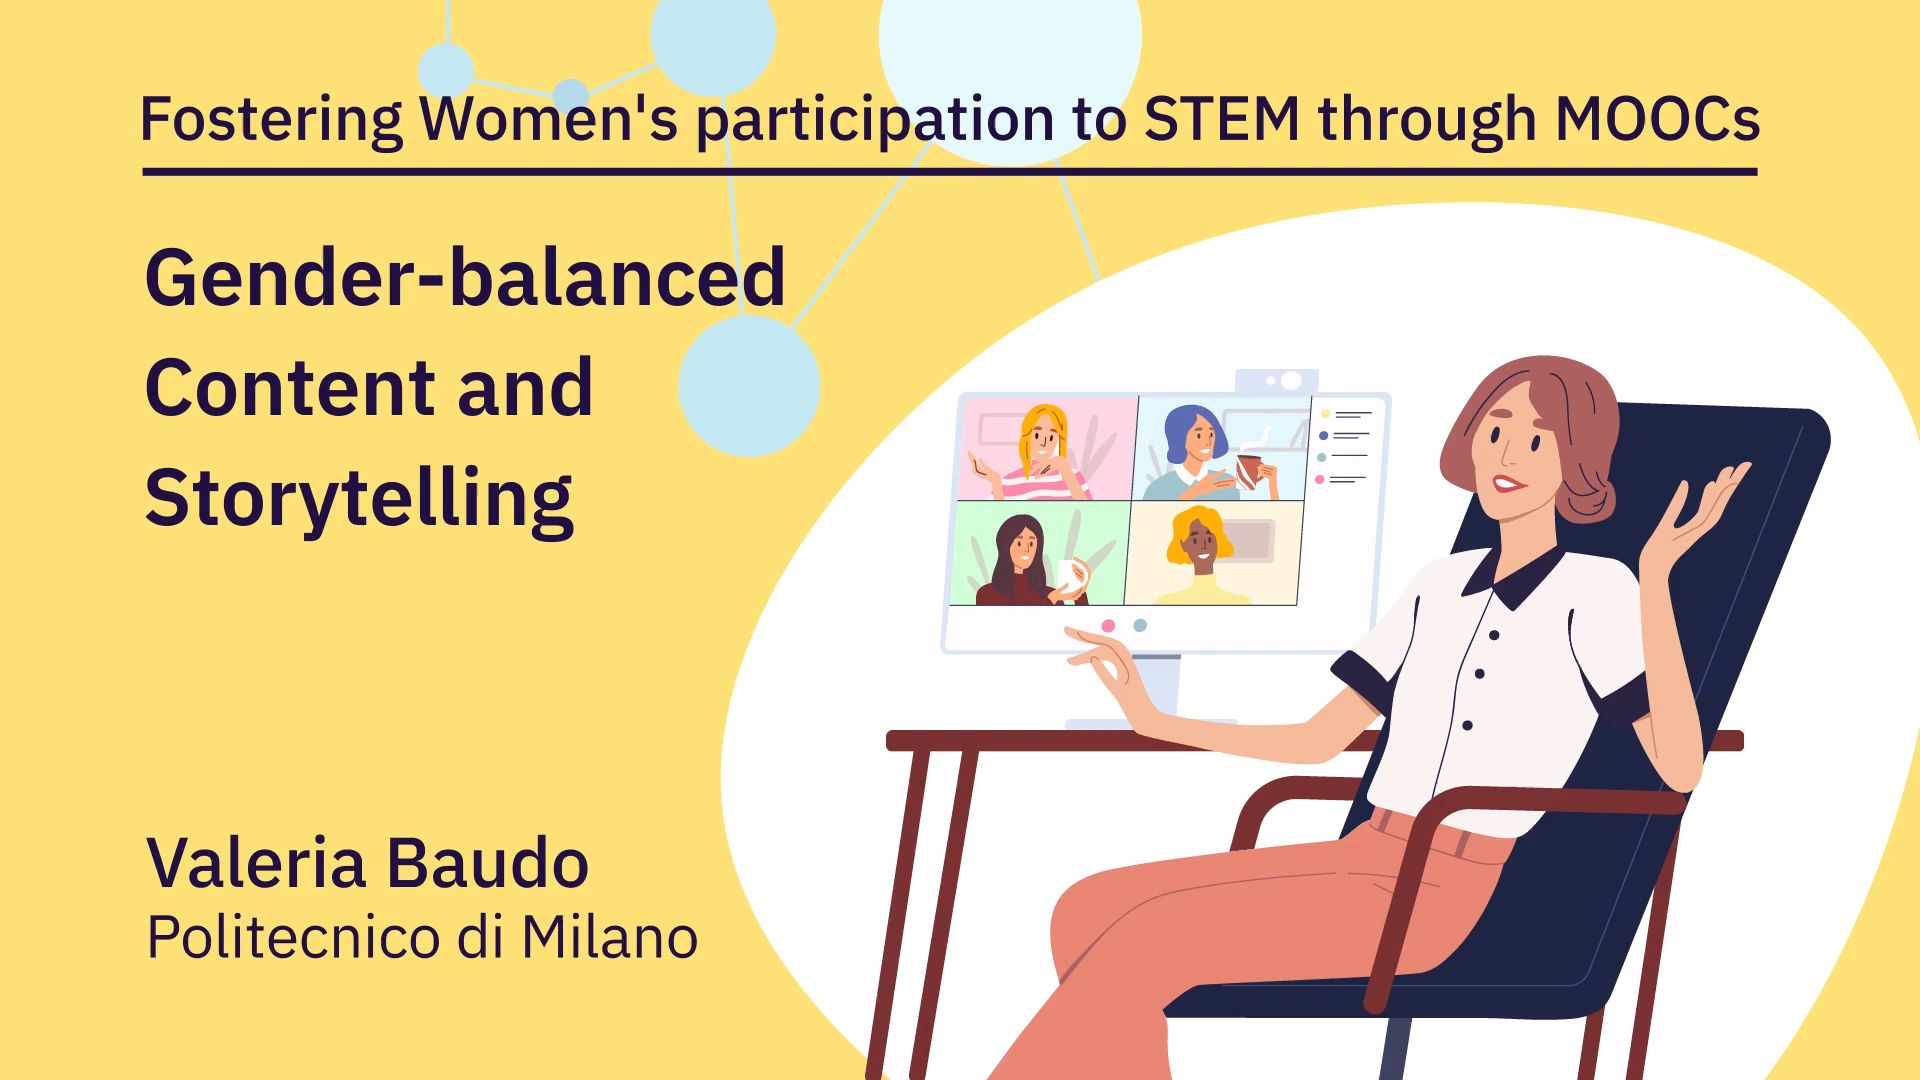 Fostering Women's participation to STEM through MOOCs
Gender-balanced
Content and
Storytelling
Valeria Baudo
Politecnico di Milano